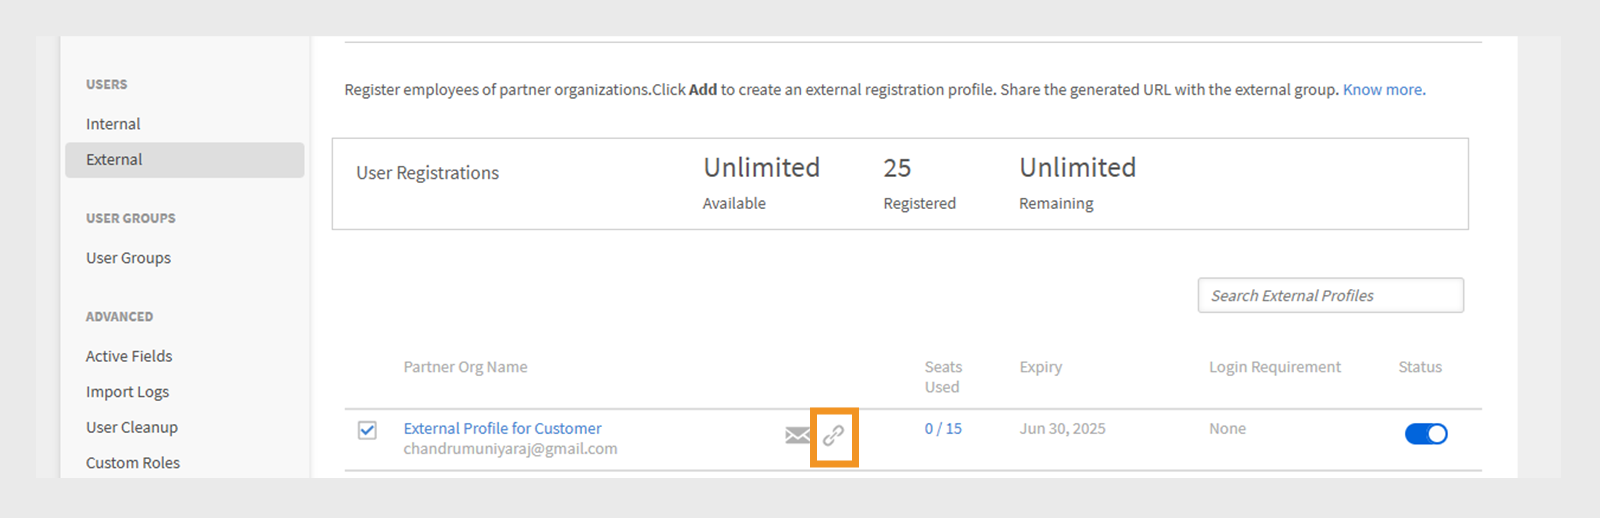 USERS
Internal
External
USER GROUPS
User Groups
ADVANCED
Active Fields
Import Logs
User Cleanup
Custom Roles
Register employees of partner organizations.Click Add to create an external registration profile. Share the generated URL with the external group. Know more.
User Registrations
Unlimited
Available
25
Registered
Unlimited
Remaining
Search External Profiles
Partner Org Name
Seats
Used
Expiry
Login Requirement
Status
External Profile for Customer
chandrumuniyaraj@gmail.com
0 / 15
Jun 30, 2025
None